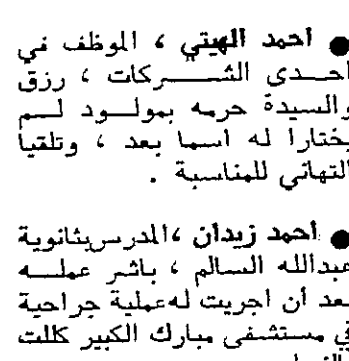 ● احمد الهيتي ، الموظف في
احدى الشركات ، رزق
والسيدة حرمه بمولود لم
يختارا له اسما بعد ، وتلقيا
التهاني للمناسبة .
● احمد زيدان ، المدرس بثانوية
عبدالله السالم ، باشر عمله
بعد أن اجريت له عملية جراحية
في مستشفى مبارك الكبير كللت